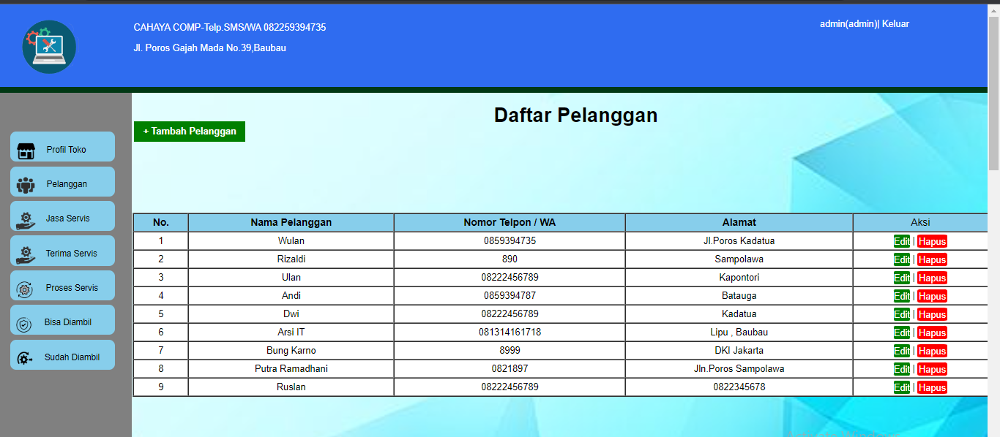 CAHAYA COMP-Telp.SMS/WA 082259394735
admin(admin)| Keluar
Jl. Poros Gajah Mada No.39,Baubau
Daftar Pelanggan
+ Tambah Pelanggan
Profil Toko
Pelanggan
Jasa Servis
Terima Servis
Proses Servis
Bisa Diambil
Sudah Diambil
No. Nama Pelanggan Nomor Telpon / WA Alamat Aksi
1 Wulan 0859394735 Jl.Poros Kadatua Edit | Hapus
2 Rizaldi 890 Sampolawa Edit | Hapus
3 Ulan 08222456789 Kapontori Edit | Hapus
4 Andi 0859394787 Batauga Edit | Hapus
5 Dwi 08222456789 Kadatua Edit | Hapus
6 Arsi IT 081314161718 Lipu , Baubau Edit | Hapus
7 Bung Karno 8999 DKI Jakarta Edit | Hapus
8 Putra Ramadhani 0821897 Jln.Poros Sampolawa Edit | Hapus
9 Ruslan 08222456789 0822345678 Edit | Hapus